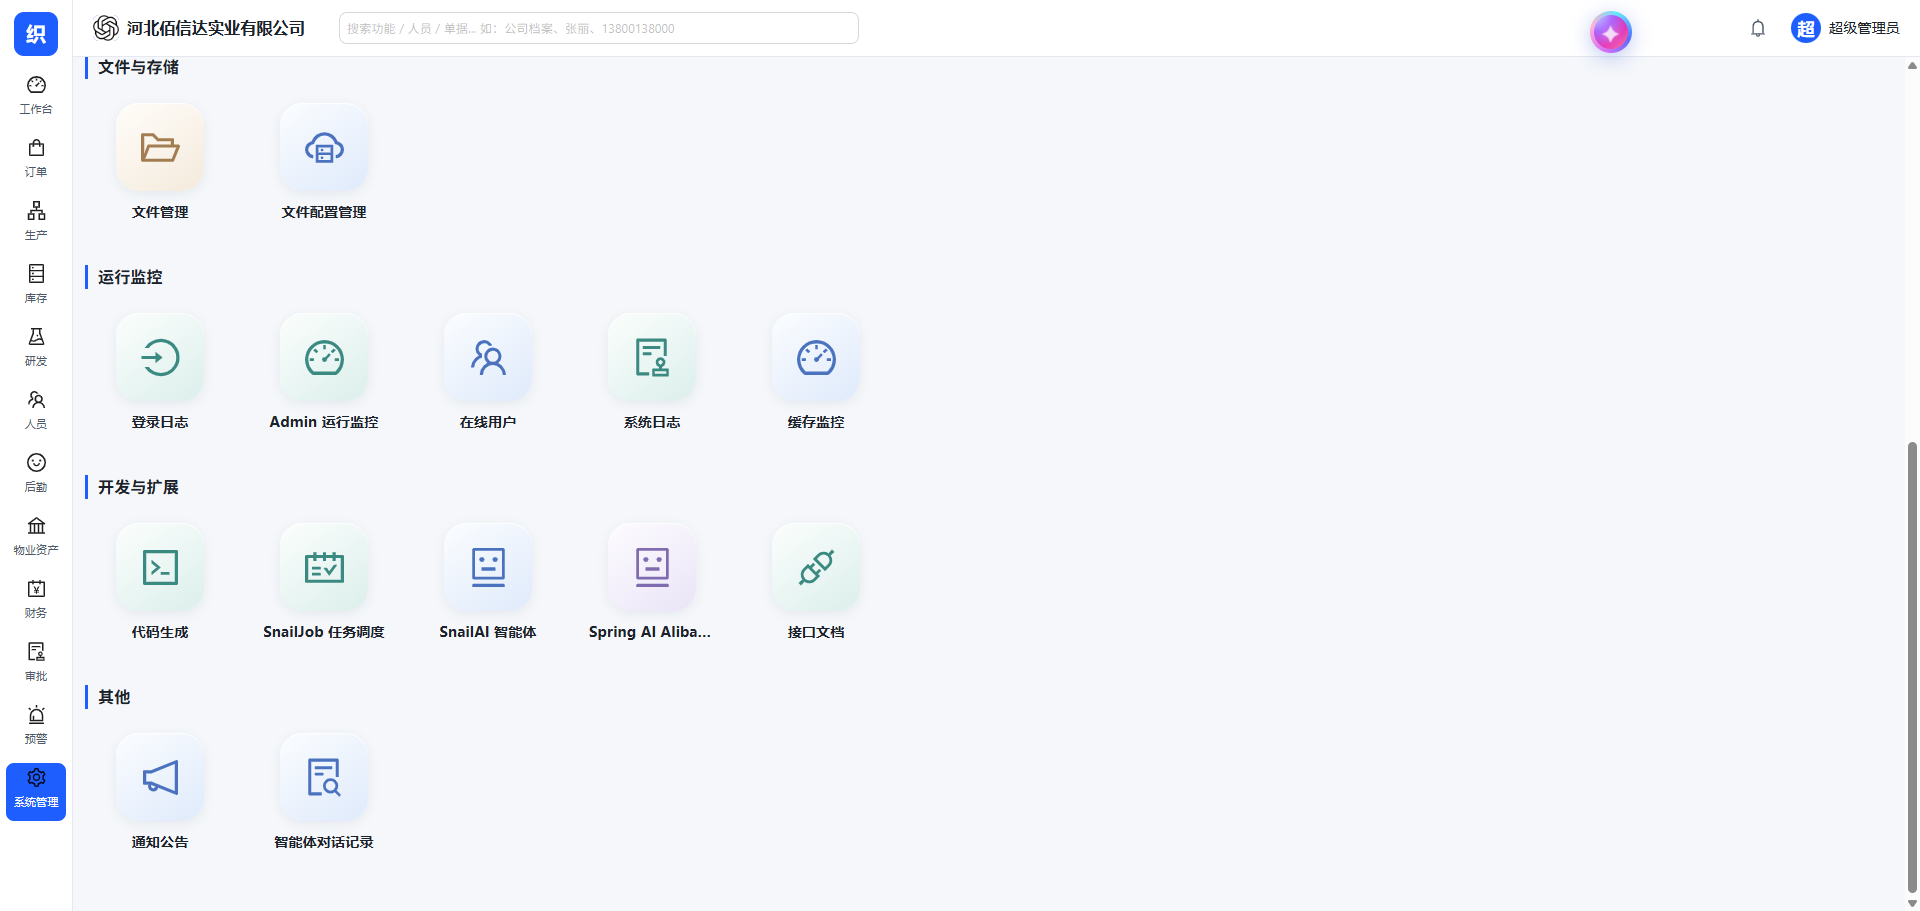 织
河北佰信达实业有限公司
搜索功能 / 人员 / 单据... 如：公司档案、张丽、13800138000
超
超级管理员
工作台
订单
生产
库存
研发
人员
后勤
物业资产
财务
审批
预警
系统管理
文件与存储
文件管理
文件配置管理
运行监控
登录日志
Admin 运行监控
在线用户
系统日志
缓存监控
开发与扩展
代码生成
SnailJob 任务调度
SnailAI 智能体
Spring AI Aliba...
接口文档
其他
通知公告
智能体对话记录